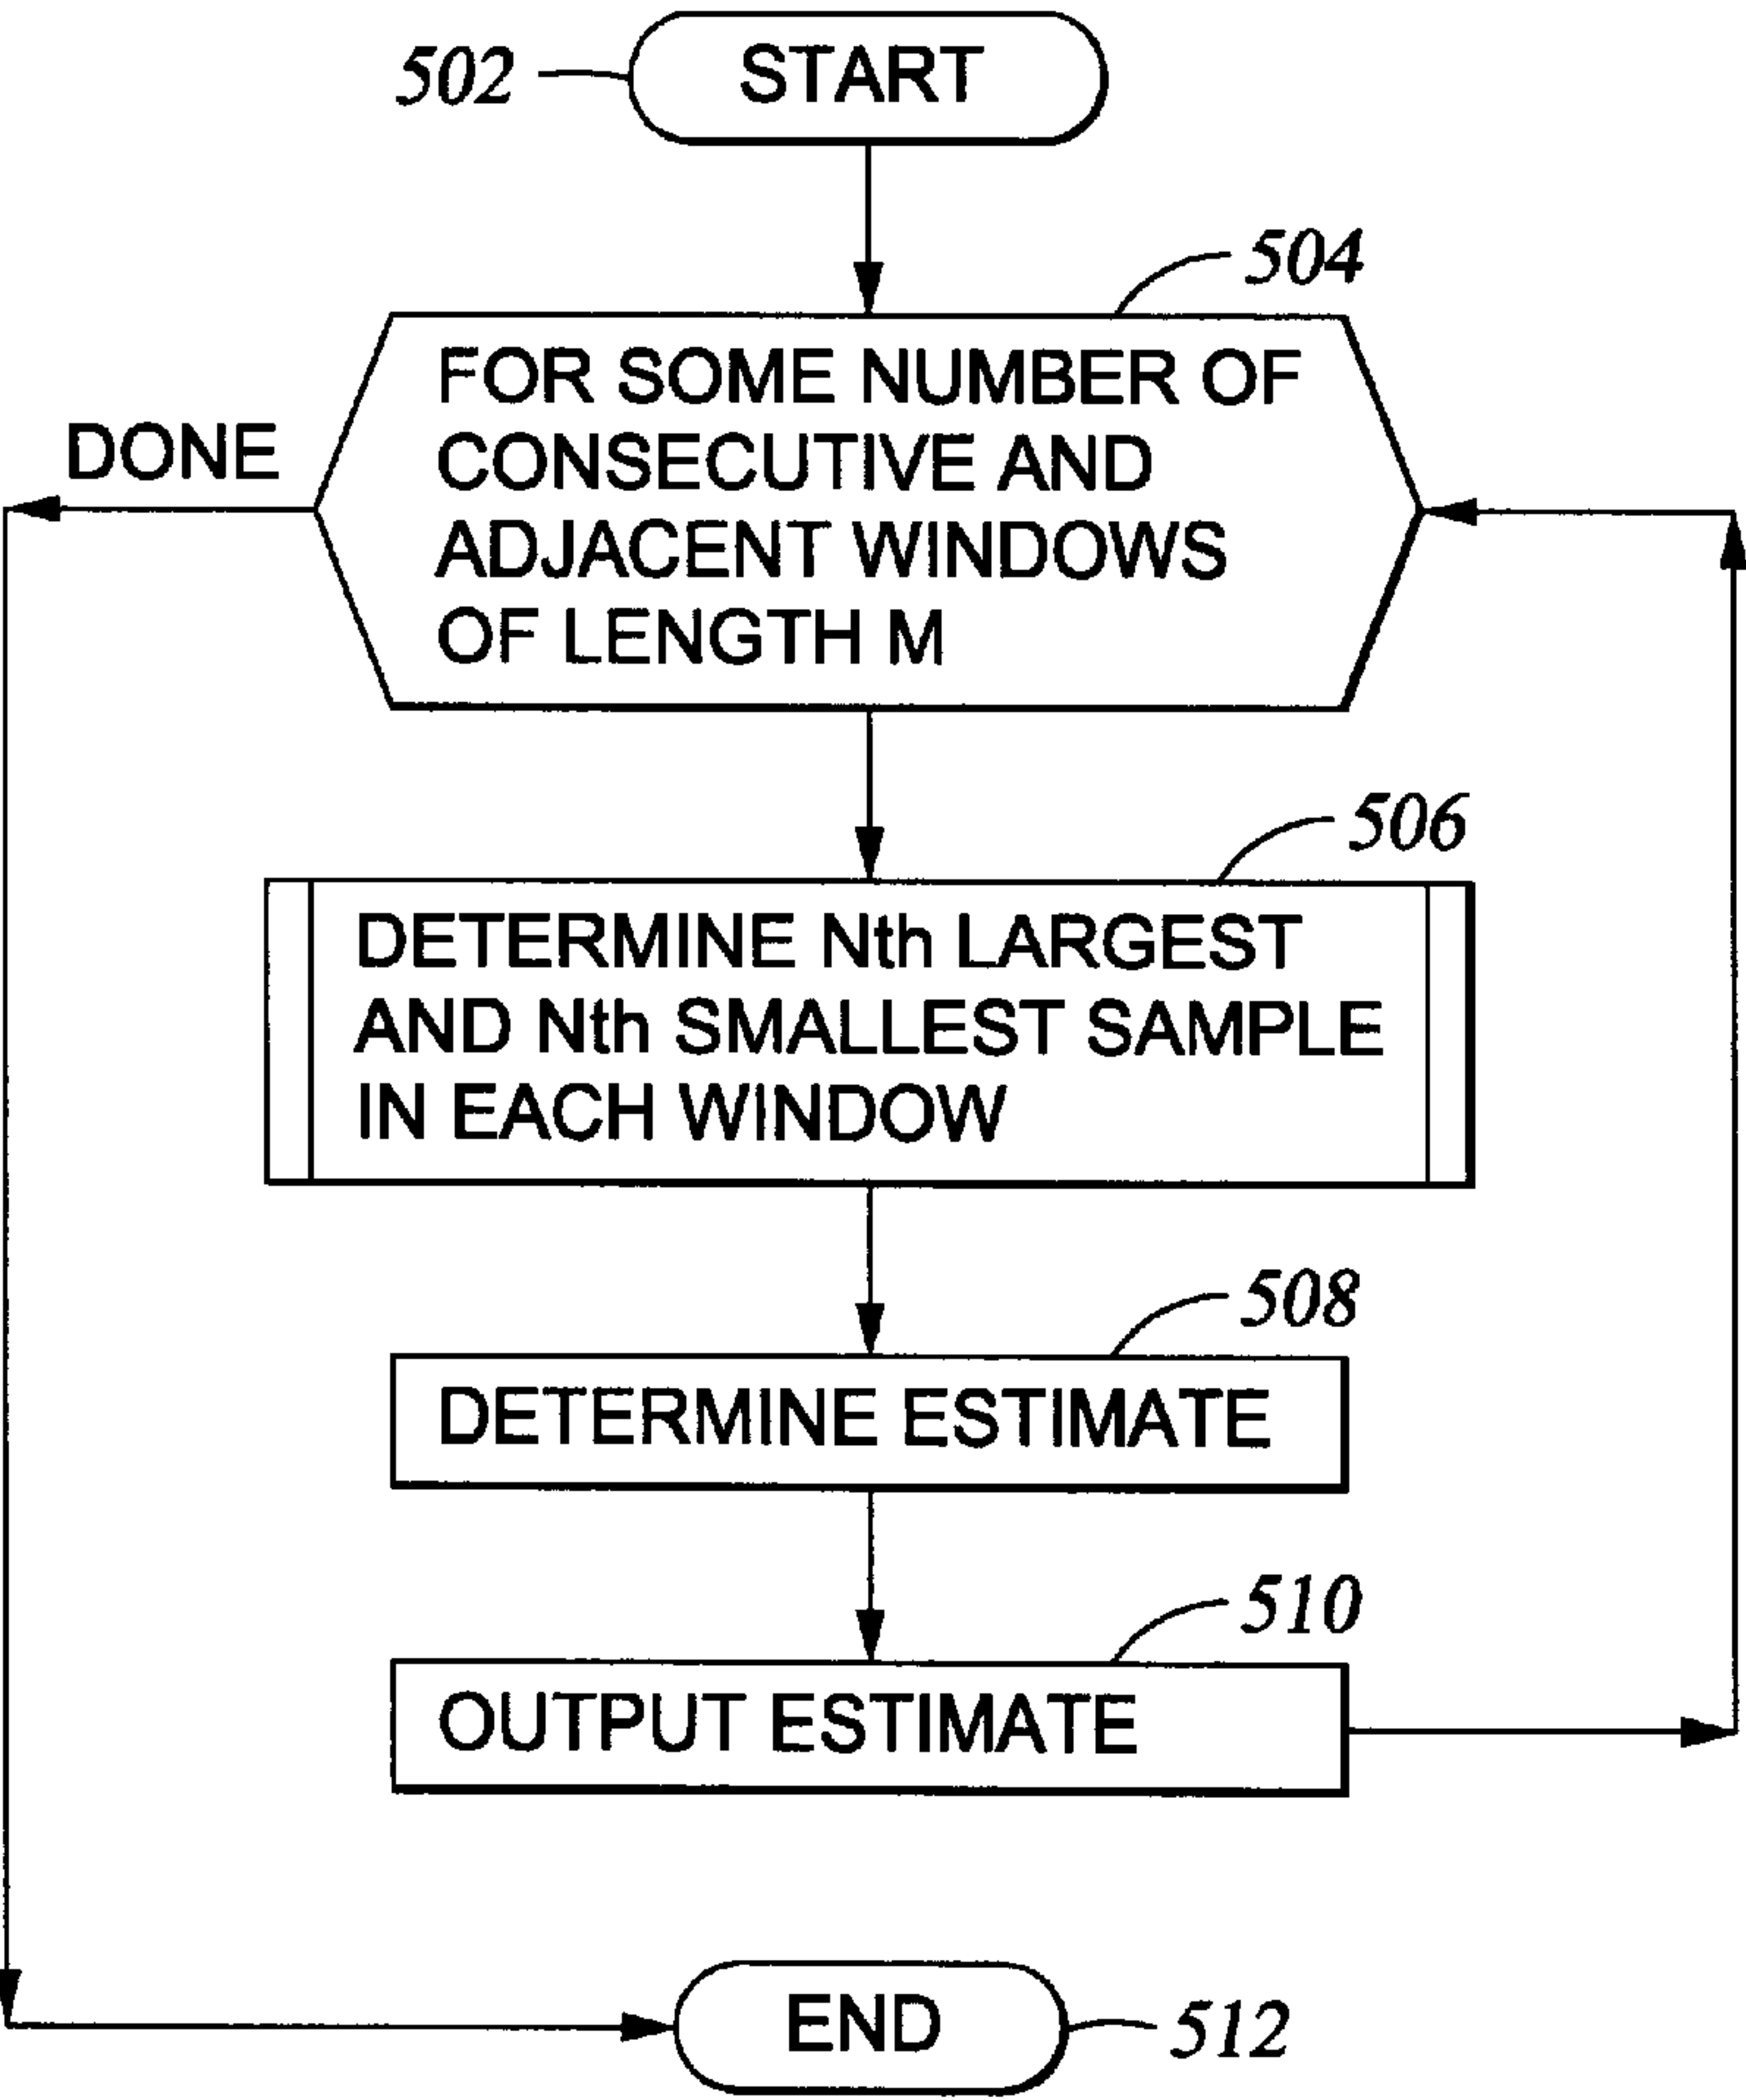 502
START
504
FOR SOME NUMBER OF
CONSECUTIVE AND
ADJACENT WINDOWS
OF LENGTH M
DONE
506
DETERMINE Nth LARGEST
AND Nth SMALLEST SAMPLE
IN EACH WINDOW
508
DETERMINE ESTIMATE
510
OUTPUT ESTIMATE
END
512